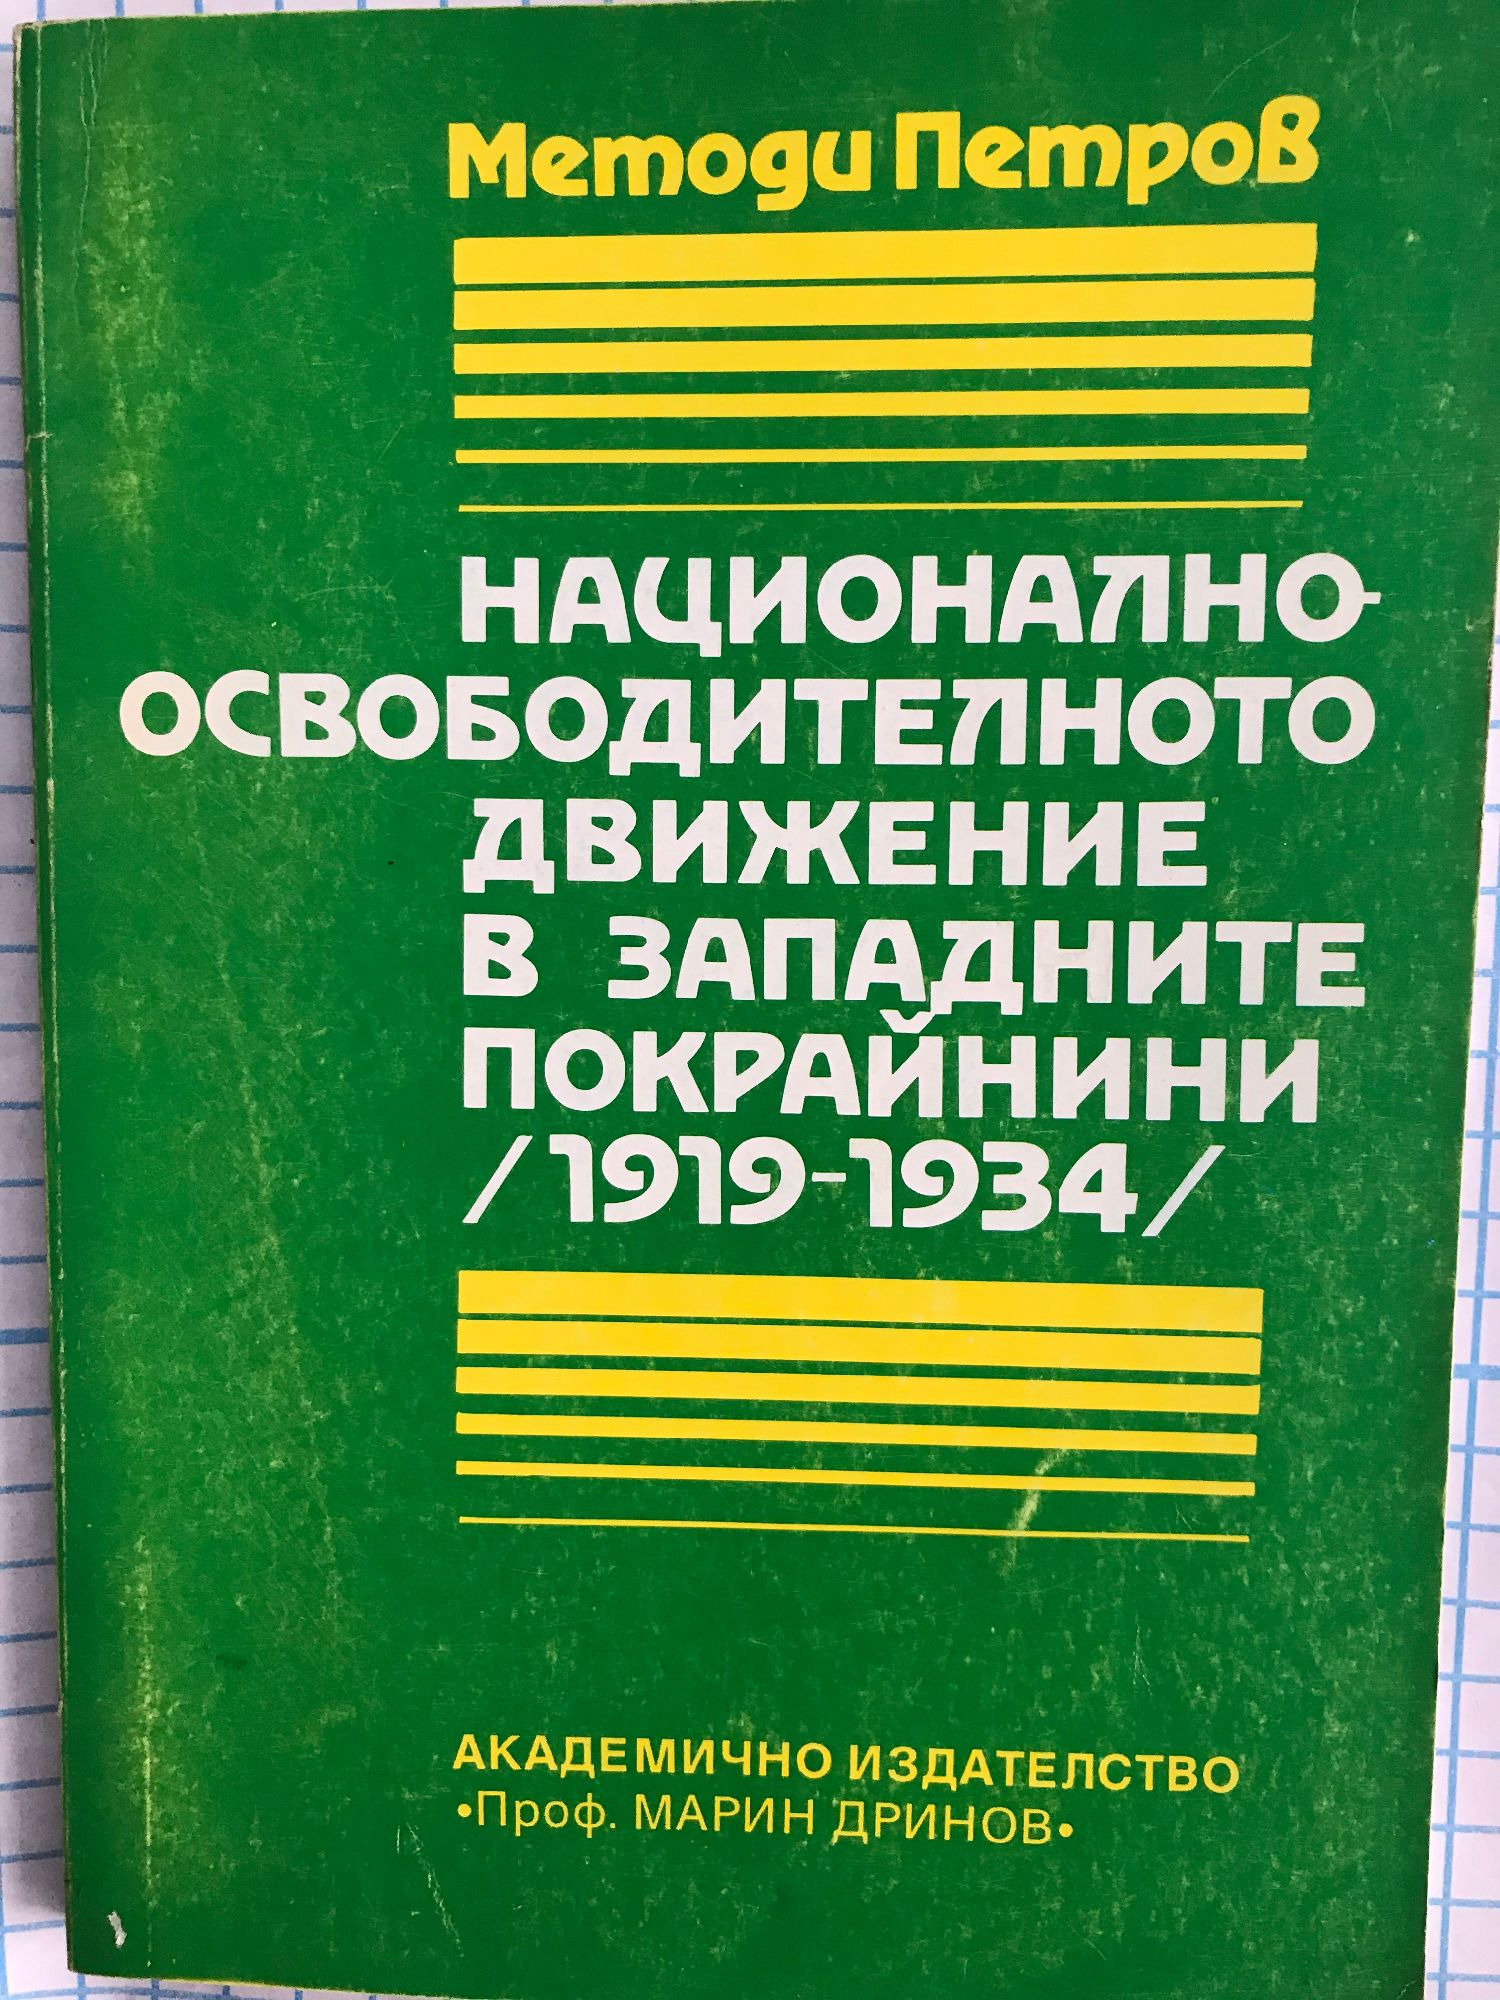 Методи Петров
НАЦИОНАЛНО-
ОСВОБОДИТЕЛНОТО
ДВИЖЕНИЕ
В ЗАПАДНИТЕ
ПОКРАЙНИНИ
/1919-1934/
АКАДЕМИЧНО ИЗДАТЕЛСТВО
•Проф. МАРИН ДРИНОВ•